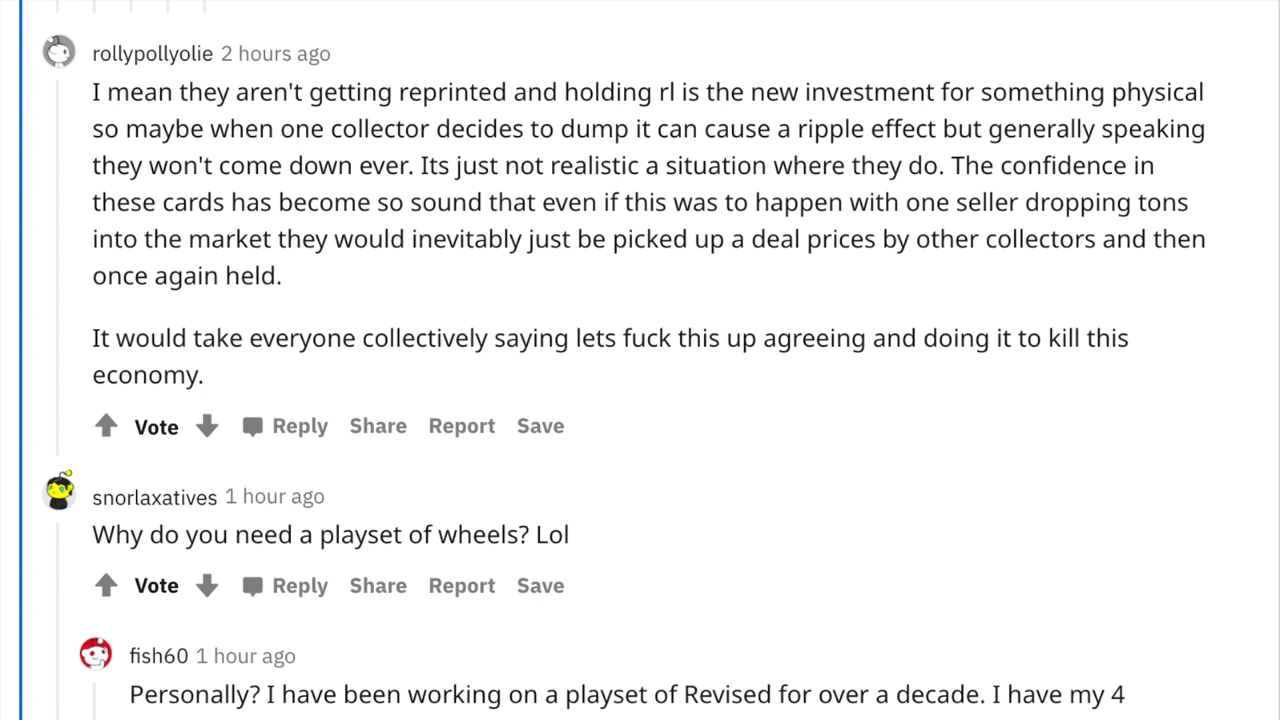 rollypollyolie 2 hours ago
I mean they aren't getting reprinted and holding rl is the new investment for something physical
so maybe when one collector decides to dump it can cause a ripple effect but generally speaking
they won't come down ever. Its just not realistic a situation where they do. The confidence in
these cards has become so sound that even if this was to happen with one seller dropping tons
into the market they would inevitably just be picked up a deal prices by other collectors and then
once again held.
It would take everyone collectively saying lets fuck this up agreeing and doing it to kill this
economy.
Vote Reply Share Report Save
snorlaxatives 1 hour ago
Why do you need a playset of wheels? Lol
Vote Reply Share Report Save
fish60 1 hour ago
Personally? I have been working on a playset of Revised for over a decade. I have my 4